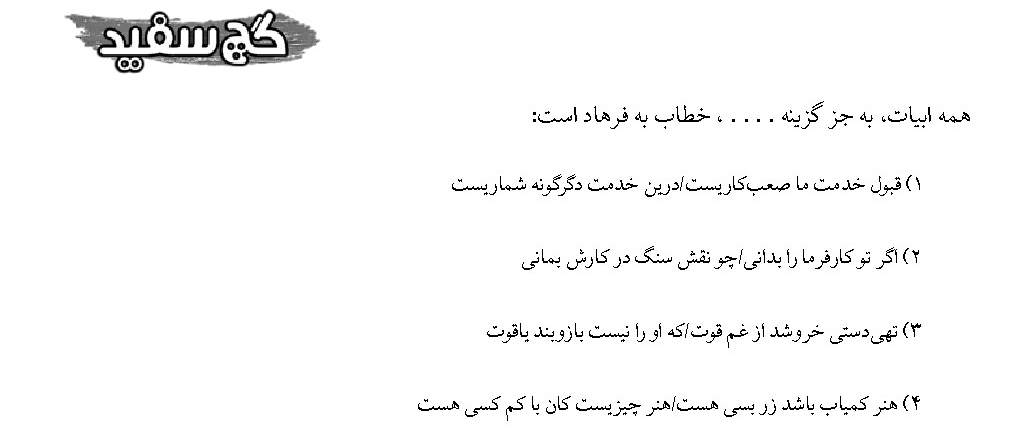 گچ سفید
همه ابیات، به جز گزینه . . . . . ، خطاب به فرهاد است:
۱) قبول خدمت ما صعب‌کاریست/درین خدمت دگرگونه شماریست
۲) اگر تو کارفرما را بدانی/چو نقش سنگ در کارش بمانی
۳) تهی‌دستی خروشد از غم قوت/که او را نیست بازوبند یاقوت
۴) هنر کمیاب باشد زر بسی هست/هنر چیزیست کان با کم کسی هست